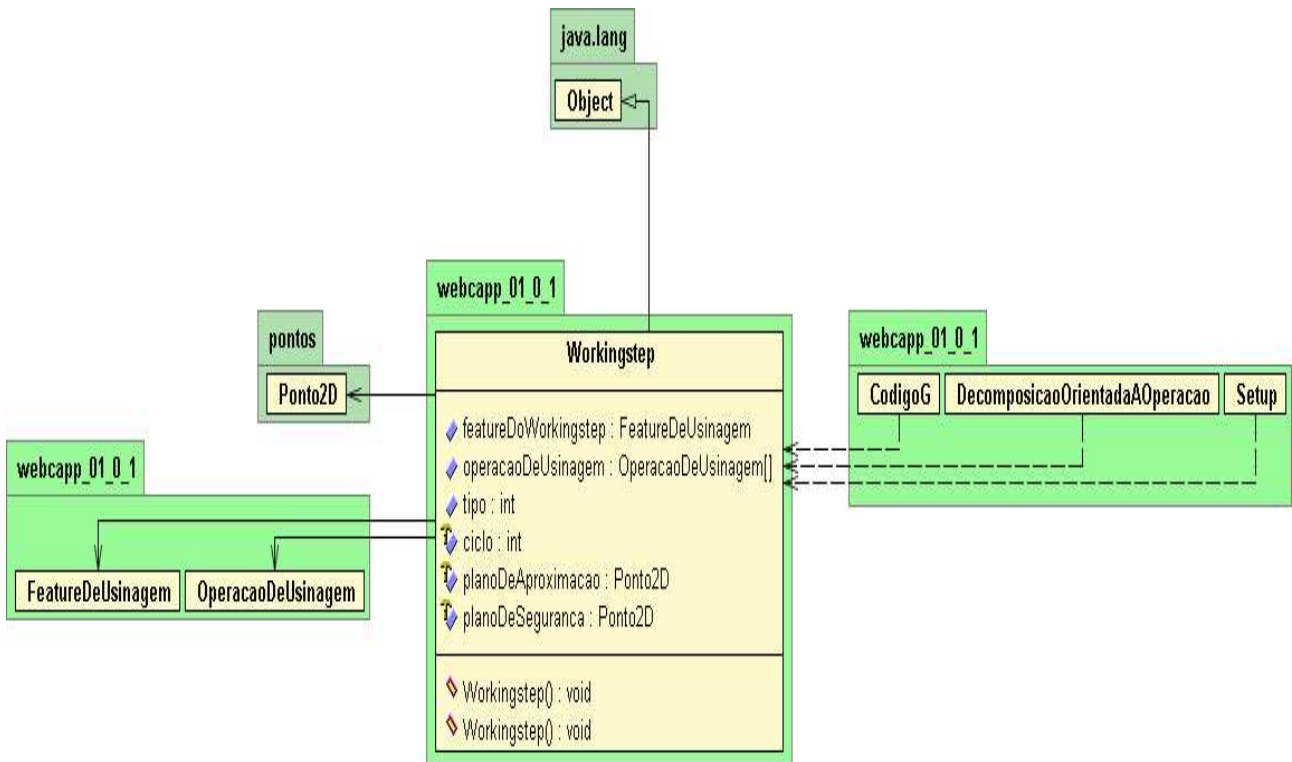 java.lang
Object
webcapp_01_0_1
Workingstep
featureDoWorkingstep : FeatureDeUsinagem
operacaoDeUsinagem : OperacaoDeUsinagem[]
tipo : int
ciclo : int
planoDeAproximacao : Ponto2D
planoDeSeguranca : Ponto2D
Workingstep() : void
Workingstep() : void
pontos
Ponto2D
webcapp_01_0_1
FeatureDeUsinagem
OperacaoDeUsinagem
webcapp_01_0_1
CodigoG
DecomposicaoOrientadaAOperacao
Setup